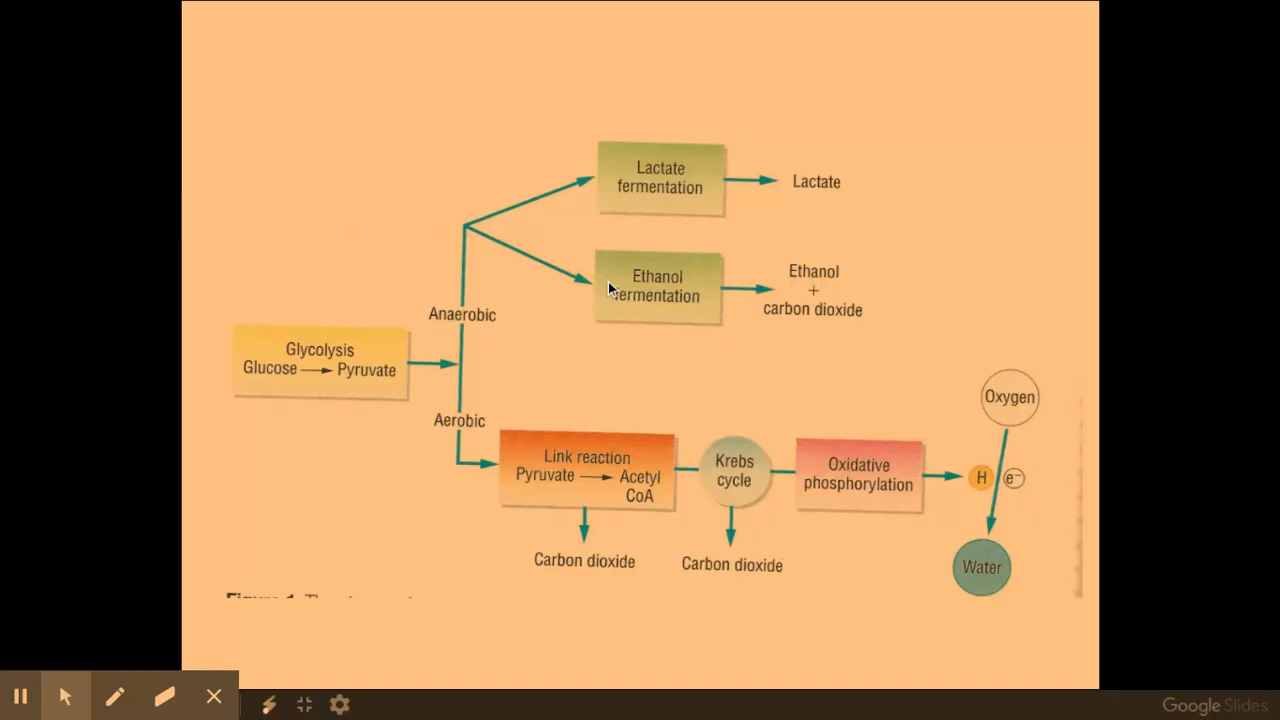 Lactate
fermentation
Lactate
Ethanol
fermentation
Ethanol
+
carbon dioxide
Anaerobic
Glycolysis
Glucose → Pyruvate
Aerobic
Link reaction
Pyruvate → Acetyl
CoA
Carbon dioxide
Krebs
cycle
Carbon dioxide
Oxidative
phosphorylation
Oxygen
H e⁻
Water
Google Slides